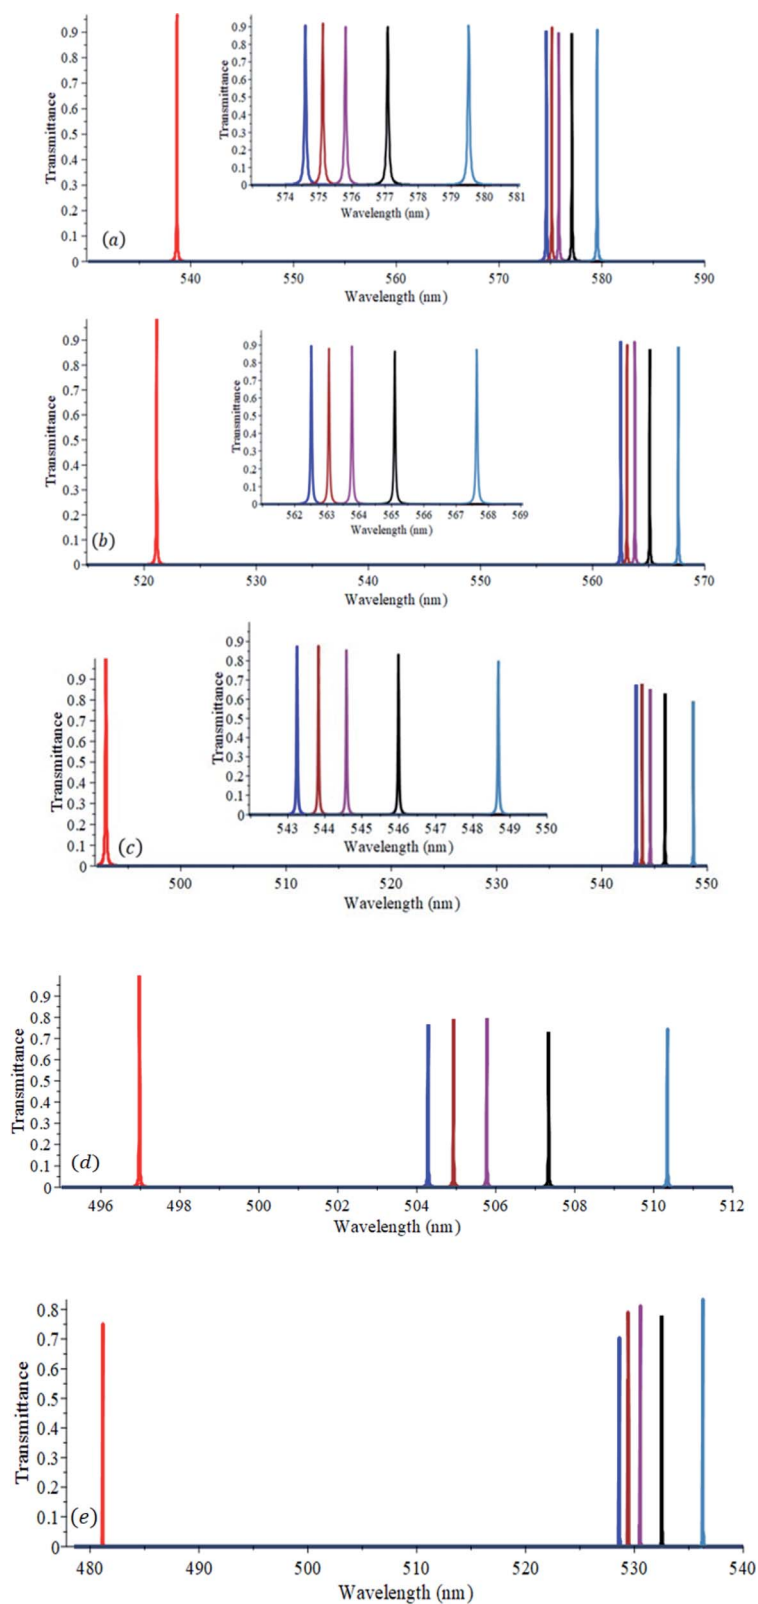 Transmittance
0.9
0.8
0.7
0.6
0.5
0.4
0.3
0.2
0.1
0
(a)
540 550 560 570 580 590
Wavelength (nm)
Transmittance
0.9
0.8
0.7
0.6
0.5
0.4
0.3
0.2
0.1
0
574 575 576 577 578 579 580 581
Wavelength (nm)
Transmittance
0.9
0.8
0.7
0.6
0.5
0.4
0.3
0.2
0.1
0
(b)
520 530 540 550 560 570
Wavelength (nm)
Transmittance
0.9
0.8
0.7
0.6
0.5
0.4
0.3
0.2
0.1
0
562 563 564 565 566 567 568 569
Wavelength (nm)
Transmittance
0.9
0.8
0.7
0.6
0.5
0.4
0.3
0.2
0.1
0
(c)
500 510 520 530 540 550
Wavelength (nm)
Transmittance
0.9
0.8
0.7
0.6
0.5
0.4
0.3
0.2
0.1
0
543 544 545 546 547 548 549 550
Wavelength (nm)
Transmittance
0.9
0.8
0.7
0.6
0.5
0.4
0.3
0.2
0.1
0
(d)
496 498 500 502 504 506 508 510 512
Wavelength (nm)
Transmittance
0.8
0.7
0.6
0.5
0.4
0.3
0.2
0.1
0
(e)
480 490 500 510 520 530 540
Wavelength (nm)